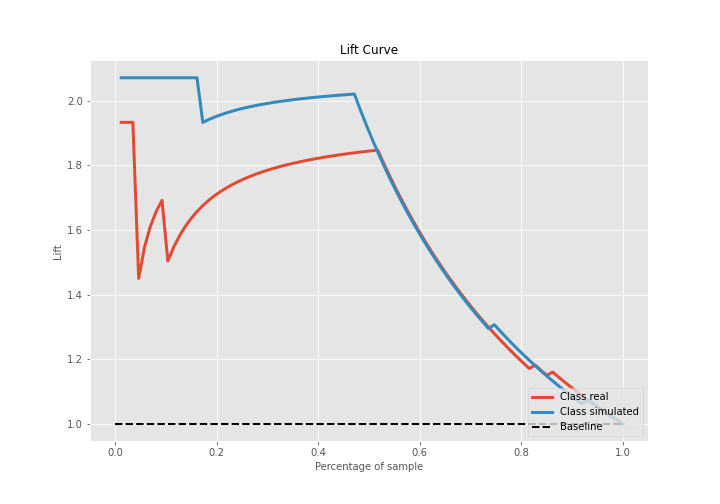 Lift Curve
Lift
2.0
1.8
1.6
1.4
1.2
1.0
0.0 0.2 0.4 0.6 0.8 1.0
Percentage of sample
Class real
Class simulated
Baseline